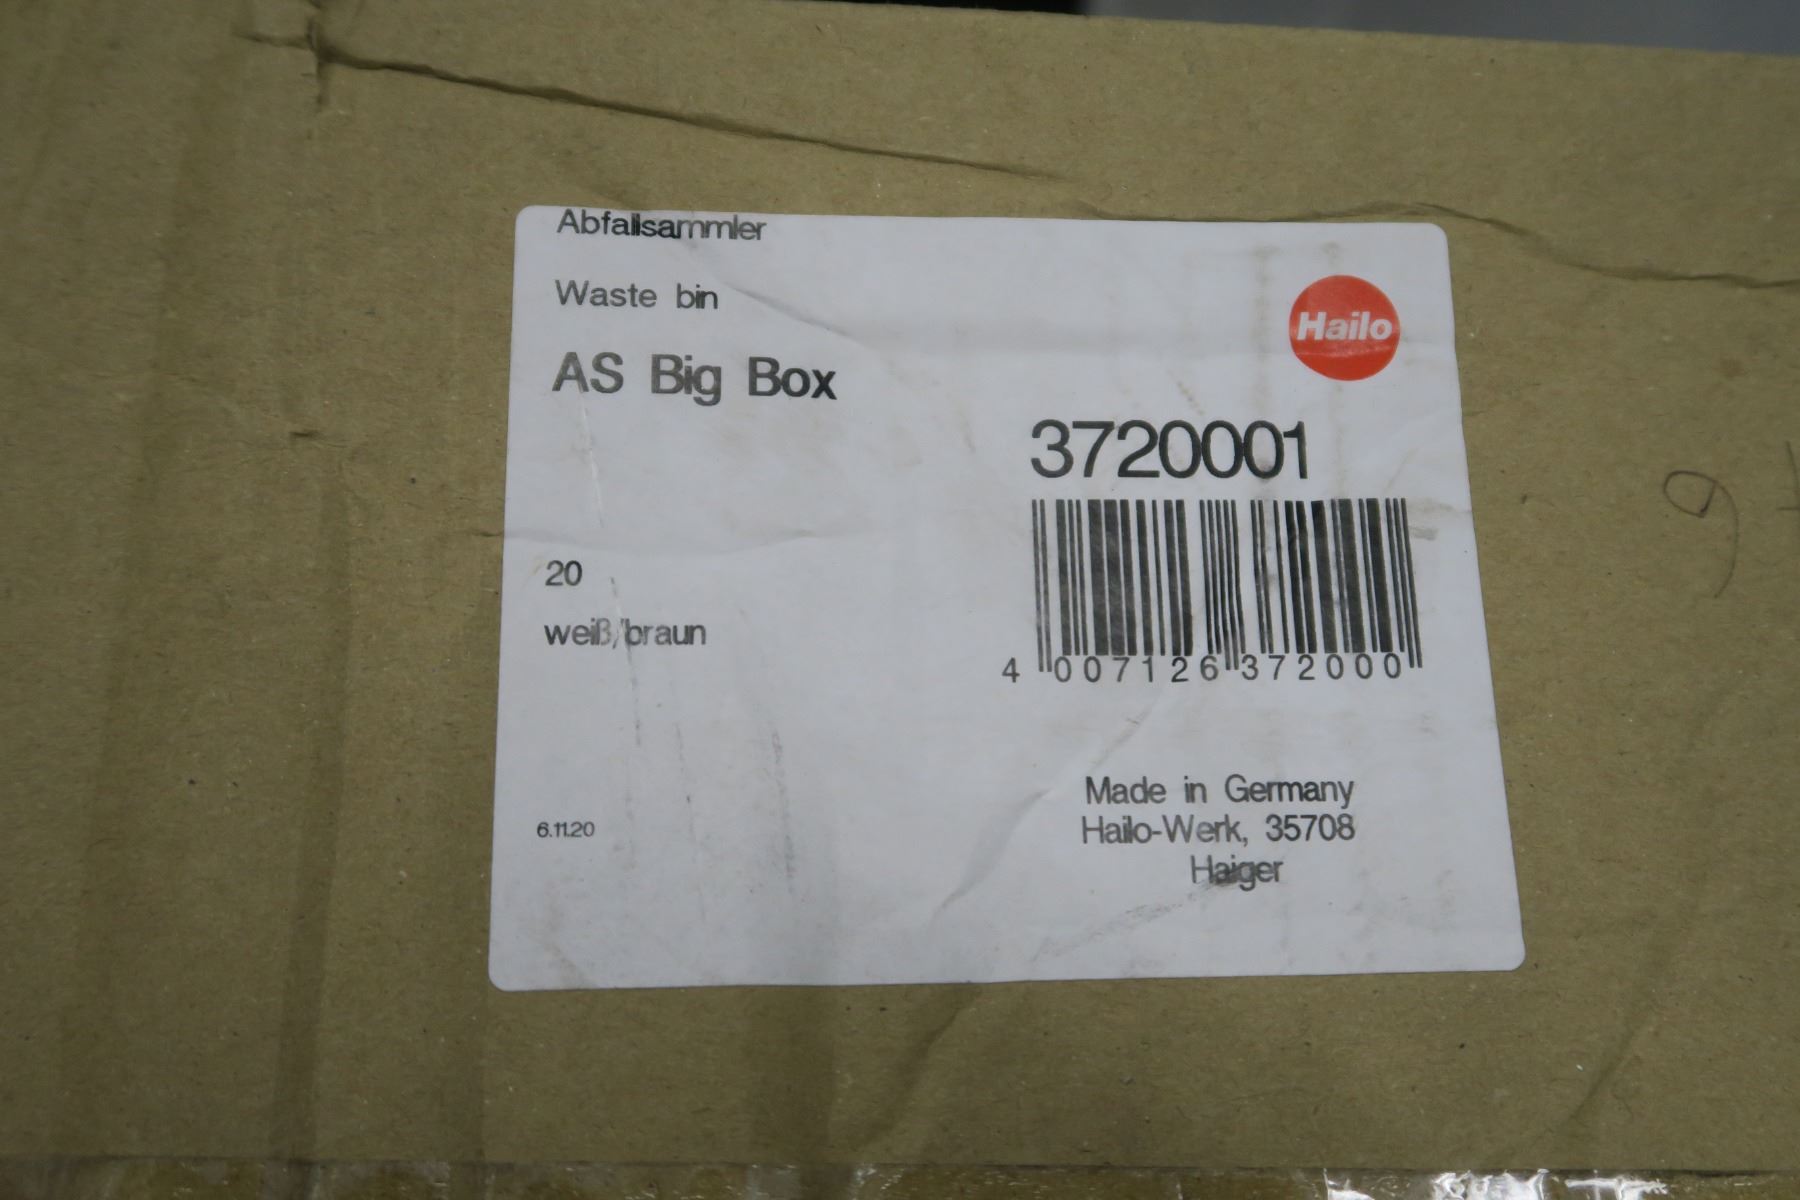 Abfallsammler
Waste bin
Hailo
AS Big Box
3720001
20
weiß/braun
4 007126 372000
6.11.20
Made in Germany
Hailo-Werk, 35708
Haiger
9